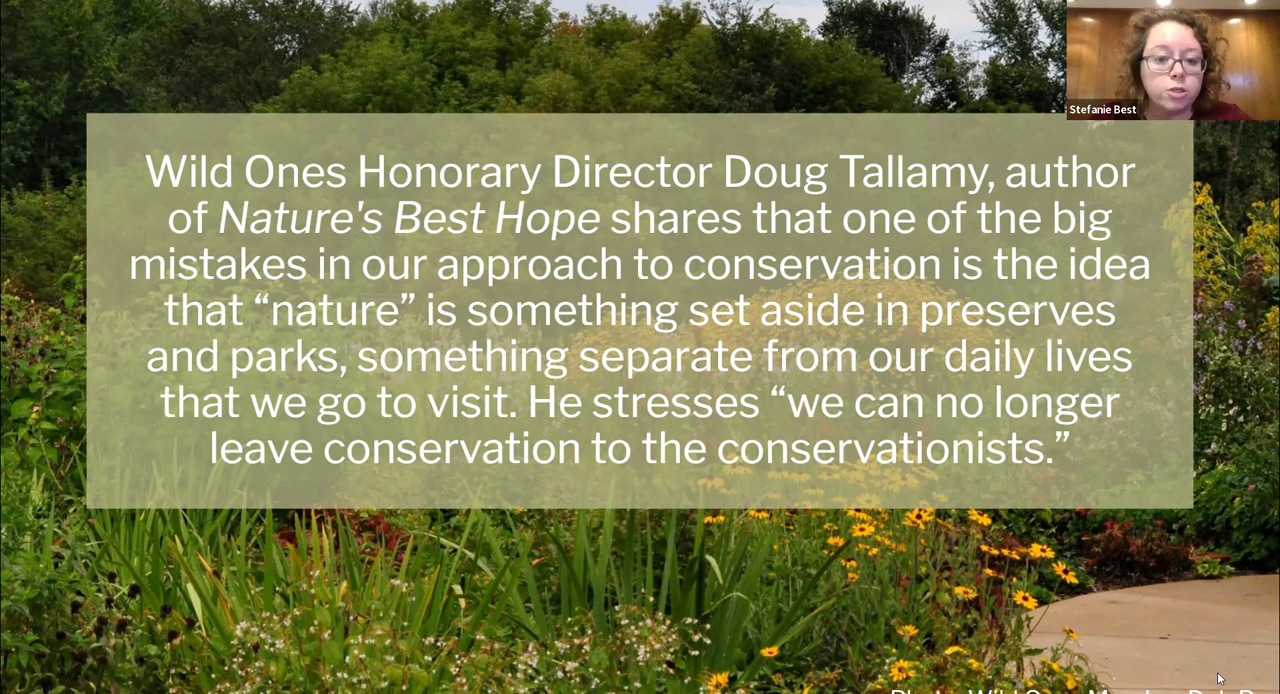 Stefanie Best
Wild Ones Honorary Director Doug Tallamy, author
of Nature's Best Hope shares that one of the big
mistakes in our approach to conservation is the idea
that “nature” is something set aside in preserves
and parks, something separate from our daily lives
that we go to visit. He stresses “we can no longer
leave conservation to the conservationists.”